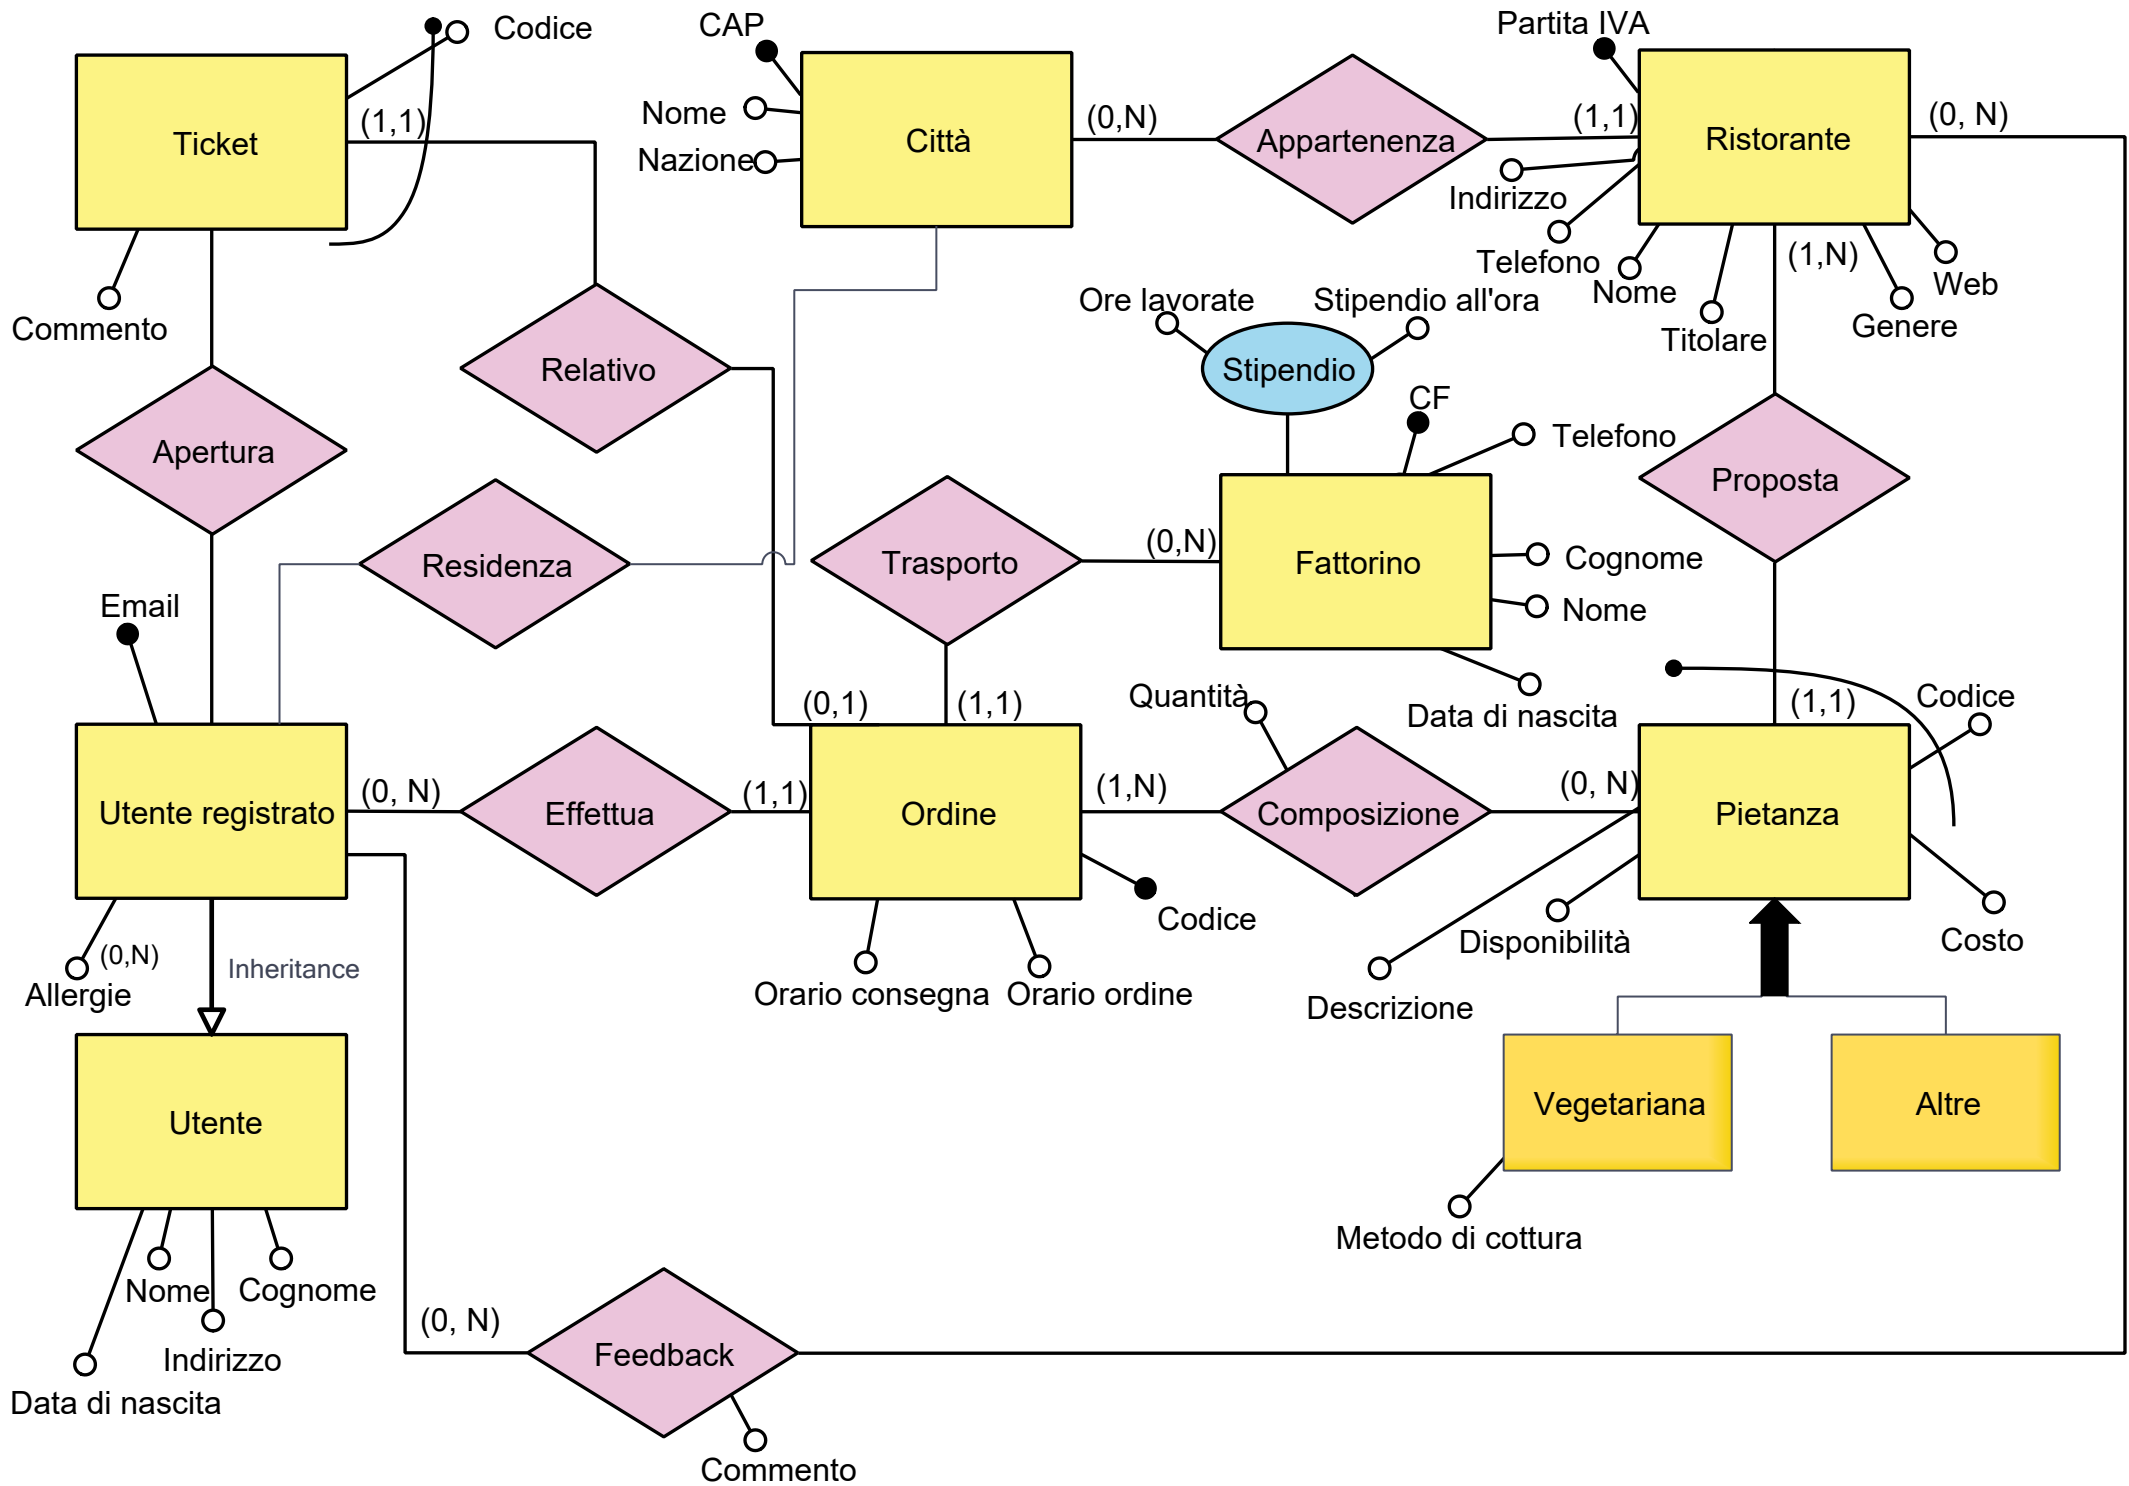 Codice
CAP
Partita IVA
(1,1)
Ticket
Nome
Nazione
Città
(0,N)
Appartenenza
(1,1)
Ristorante
(0, N)
Indirizzo
Telefono
Nome
Titolare
(1,N)
Genere
Web
Commento
Ore lavorate
Stipendio all'ora
Stipendio
Relativo
CF
Telefono
Apertura
Proposta
Residenza
Trasporto
(0,N)
Fattorino
Cognome
Nome
Email
(0,1)
(1,1)
Quantità
Data di nascita
(1,1)
Codice
Utente registrato
(0, N)
Effettua
(1,1)
Ordine
(1,N)
Composizione
(0, N)
Pietanza
Codice
Disponibilità
Costo
(0,N)
Allergie
Inheritance
Orario consegna
Orario ordine
Descrizione
Utente
Vegetariana
Altre
Metodo di cottura
Nome
Cognome
Indirizzo
Data di nascita
(0, N)
Feedback
Commento